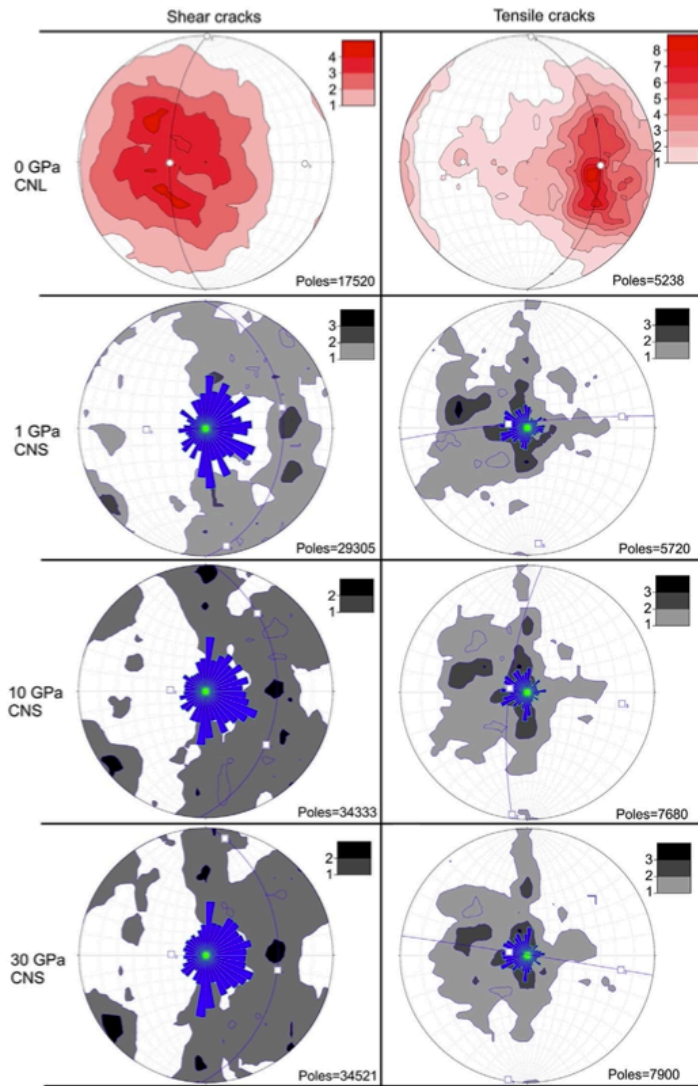 Shear cracks
Tensile cracks
4
3
2
1
8
7
6
5
4
3
2
1
0 GPa
CNL
Poles=17520
Poles=5238
3
2
1
3
2
1
1 GPa
CNS
Poles=29305
Poles=5720
2
1
3
2
1
10 GPa
CNS
Poles=34333
Poles=7680
2
1
3
2
1
30 GPa
CNS
Poles=34521
Poles=7900